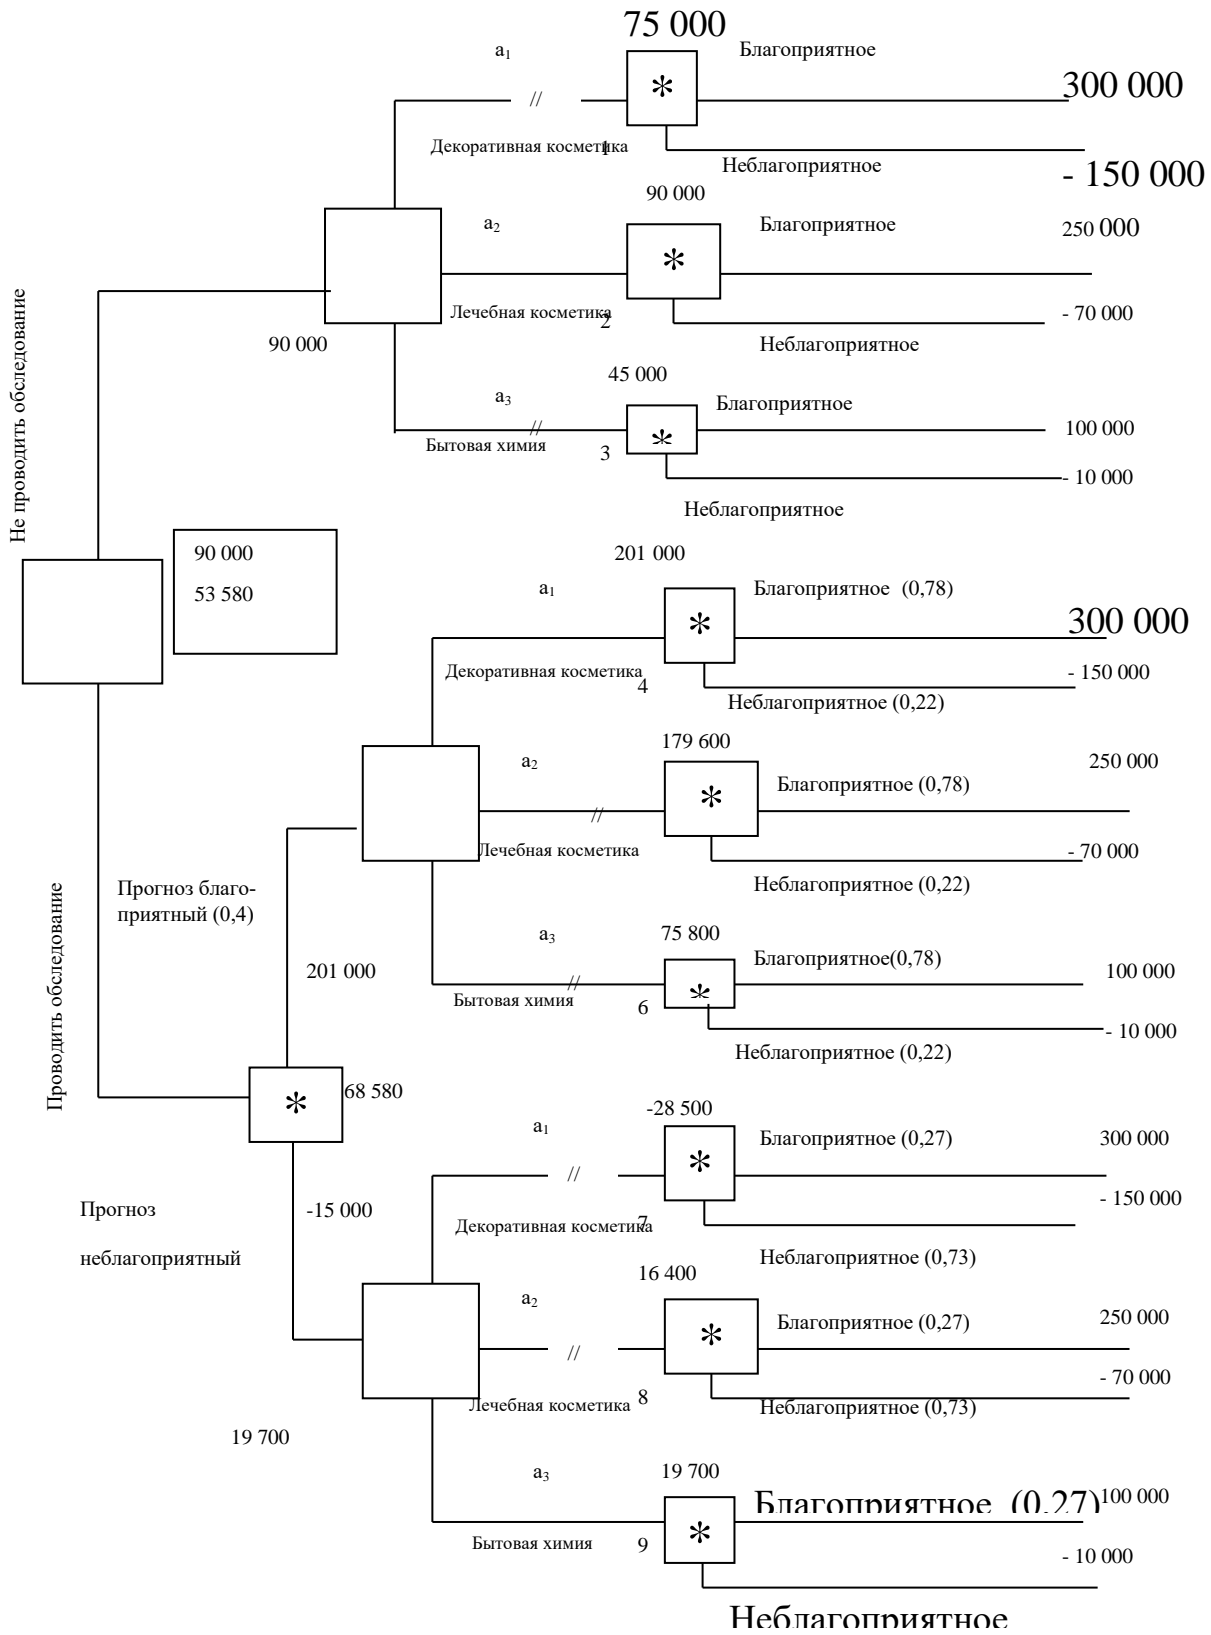 75 000
a₁
Благоприятное
*
//
300 000
Декоративная косметика
1
Неблагоприятное
- 150 000
90 000
a₂
Благоприятное
250 000
*
Лечебная косметика
2
- 70 000
90 000
Неблагоприятное
45 000
a₃
Благоприятное
//
*
100 000
Бытовая химия
3
- 10 000
Неблагоприятное
Не проводить обследование
90 000
53 580
201 000
a₁
Благоприятное (0,78)
*
300 000
Декоративная косметика
4
- 150 000
Неблагоприятное (0,22)
179 600
a₂
250 000
Благоприятное (0,78)
*
//
Лечебная косметика
- 70 000
Неблагоприятное (0,22)
Прогноз благо-
приятный (0,4)
Проводить обследование
75 800
a₃
Благоприятное(0,78)
201 000
100 000
//
*
Бытовая химия
6
- 10 000
Неблагоприятное (0,22)
*
68 580
-28 500
a₁
Благоприятное (0,27)
300 000
*
//
- 150 000
Прогноз
неблагоприятный
-15 000
Декоративная косметика
7
Неблагоприятное (0,73)
16 400
a₂
Благоприятное (0,27)
250 000
*
//
- 70 000
Лечебная косметика
8
Неблагоприятное (0,73)
19 700
a₃
19 700
Благоприятное (0,27)
100 000
*
Бытовая химия
9
- 10 000
Неблагоприятное